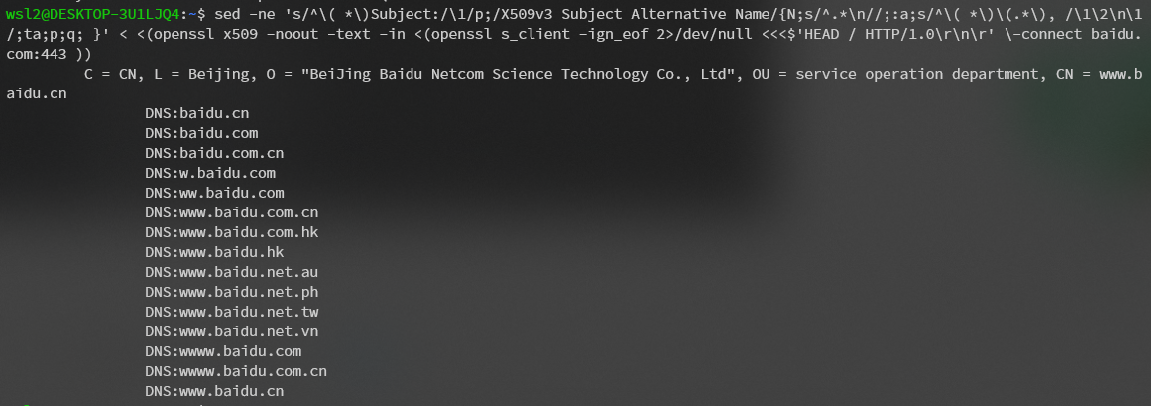 wsl2@DESKTOP-3U1LJQ4:~$ sed -ne 's/^\( *\)Subject:/\1/p;/X509v3 Subject Alternative Name/{N;s/^.*\n//;:a;s/^\( *\)\(.*\), /\1\2\n\1
/;ta;p;q; }' < <(openssl x509 -noout -text -in <(openssl s_client -ign_eof 2>/dev/null <<<$'HEAD / HTTP/1.0\r\n\r' \-connect baidu.
com:443 ))
C = CN, L = Beijing, O = "BeiJing Baidu Netcom Science Technology Co., Ltd", OU = service operation department, CN = www.b
aidu.cn
DNS:baidu.cn
DNS:baidu.com
DNS:baidu.com.cn
DNS:w.baidu.com
DNS:ww.baidu.com
DNS:www.baidu.com.cn
DNS:www.baidu.com.hk
DNS:www.baidu.hk
DNS:www.baidu.net.au
DNS:www.baidu.net.ph
DNS:www.baidu.net.tw
DNS:www.baidu.net.vn
DNS:wwww.baidu.com
DNS:wwww.baidu.com.cn
DNS:www.baidu.cn